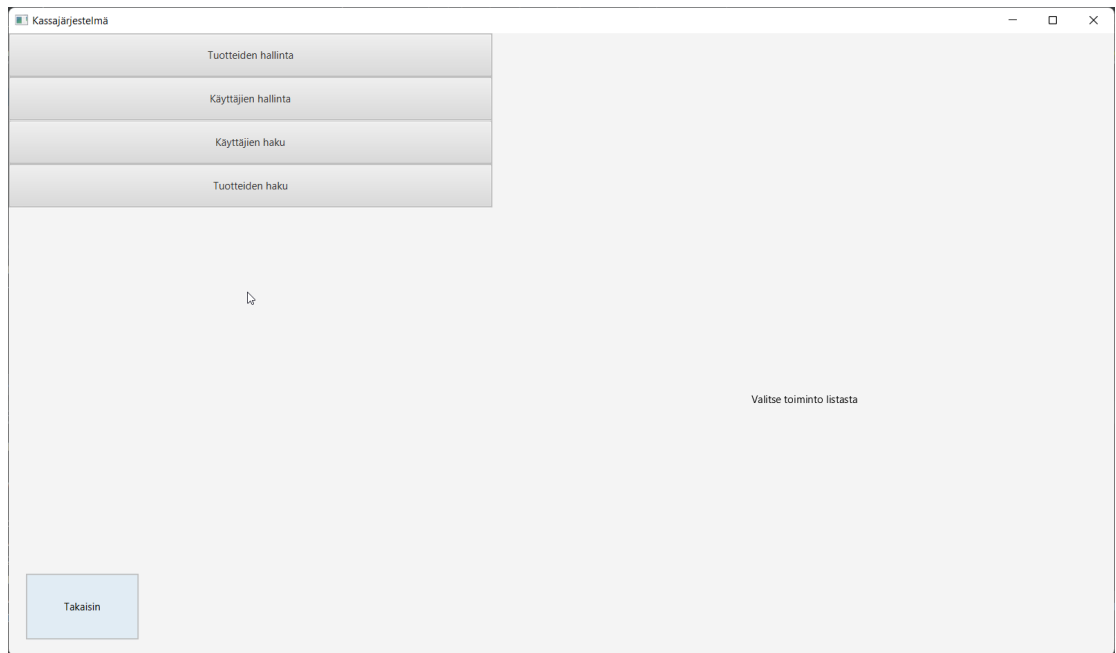 Kassajärjestelmä
Tuotteiden hallinta
Käyttäjien hallinta
Käyttäjien haku
Tuotteiden haku
Valitse toiminto listasta
Takaisin